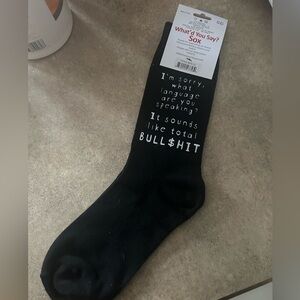 What'd You Say?
Sox
I'm sorry,
what
language
are you
speaking?
It sounds
like total
BULL$HIT